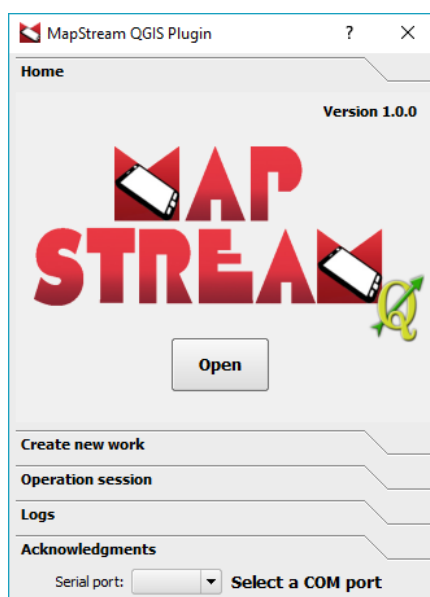 MapStream QGIS Plugin ?
Home
Version 1.0.0
MAP
STREAM
Q
Open
Create new work
Operation session
Logs
Acknowledgments
Serial port: Select a COM port